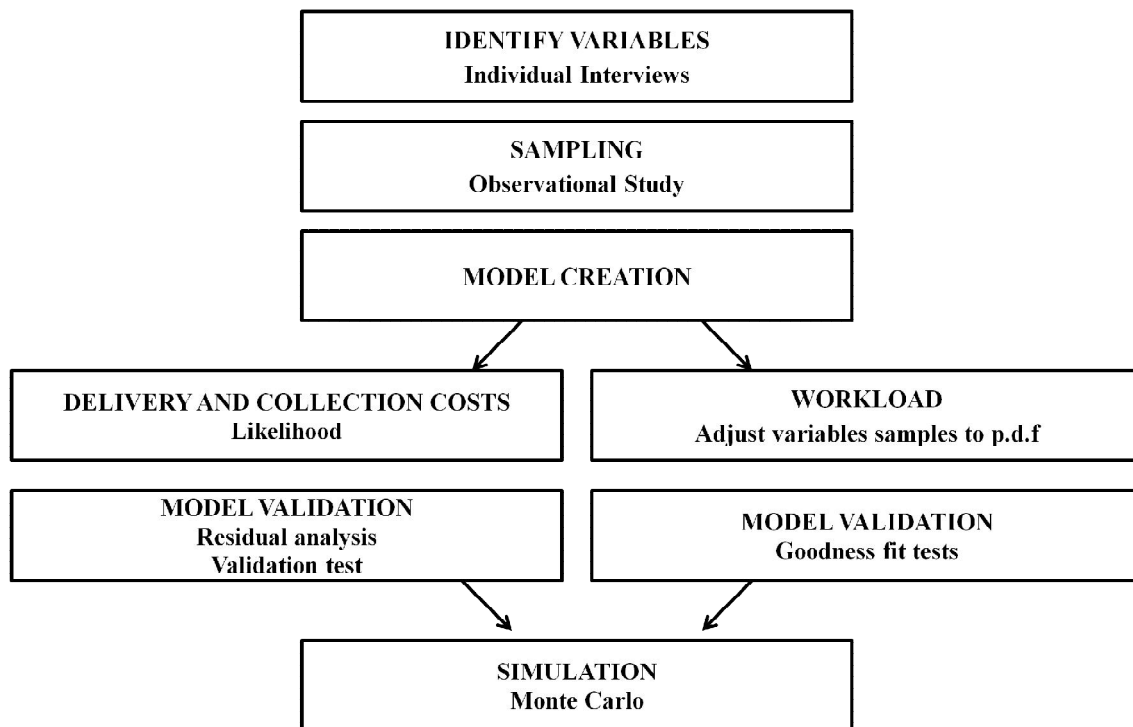 IDENTIFY VARIABLES
Individual Interviews
SAMPLING
Observational Study
MODEL CREATION
DELIVERY AND COLLECTION COSTS
Likelihood
WORKLOAD
Adjust variables samples to p.d.f
MODEL VALIDATION
Residual analysis
Validation test
MODEL VALIDATION
Goodness fit tests
SIMULATION
Monte Carlo